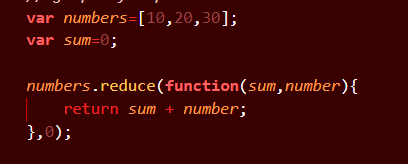 var numbers=[10,20,30];
var sum=0;
numbers.reduce(function(sum,number){
return sum + number;
},0);